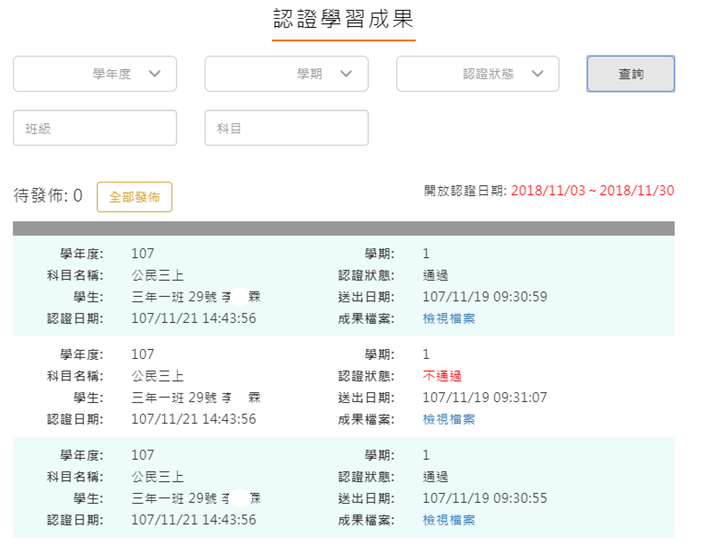 認證學習成果
學年度 學期 認證狀態 查詢
班級 科目
待發佈: 0 全部發佈 開放認證日期: 2018/11/03 ~ 2018/11/30
學年度: 107 學期: 1
科目名稱: 公民三上 認證狀態: 通過
學生: 三年一班 29號 李 霖 送出日期: 107/11/19 09:30:59
認證日期: 107/11/21 14:43:56 成果檔案: 檢視檔案
學年度: 107 學期: 1
科目名稱: 公民三上 認證狀態: 不通過
學生: 三年一班 29號 李 霖 送出日期: 107/11/19 09:31:07
認證日期: 107/11/21 14:43:56 成果檔案: 檢視檔案
學年度: 107 學期: 1
科目名稱: 公民三上 認證狀態: 通過
學生: 三年一班 29號 送出日期: 107/11/19 09:30:55
認證日期: 107/11/21 14:43:56 成果檔案: 檢視檔案